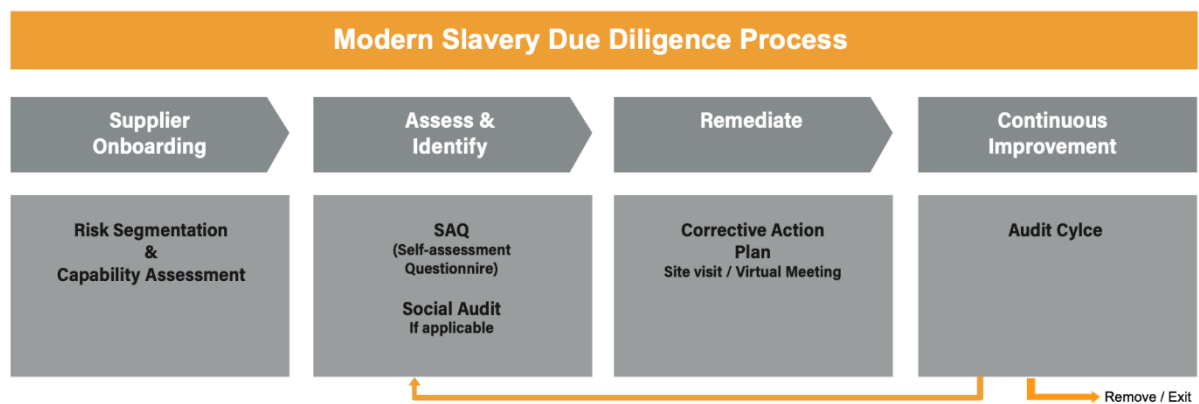 Modern Slavery Due Diligence Process
Supplier
Onboarding
Assess &
Identify
Remediate
Continuous
Improvement
Risk Segmentation
&
Capability Assessment
SAQ
(Self-assessment
Questionnire)
Social Audit
If applicable
Corrective Action
Plan
Site visit / Virtual Meeting
Audit Cylce
Remove / Exit